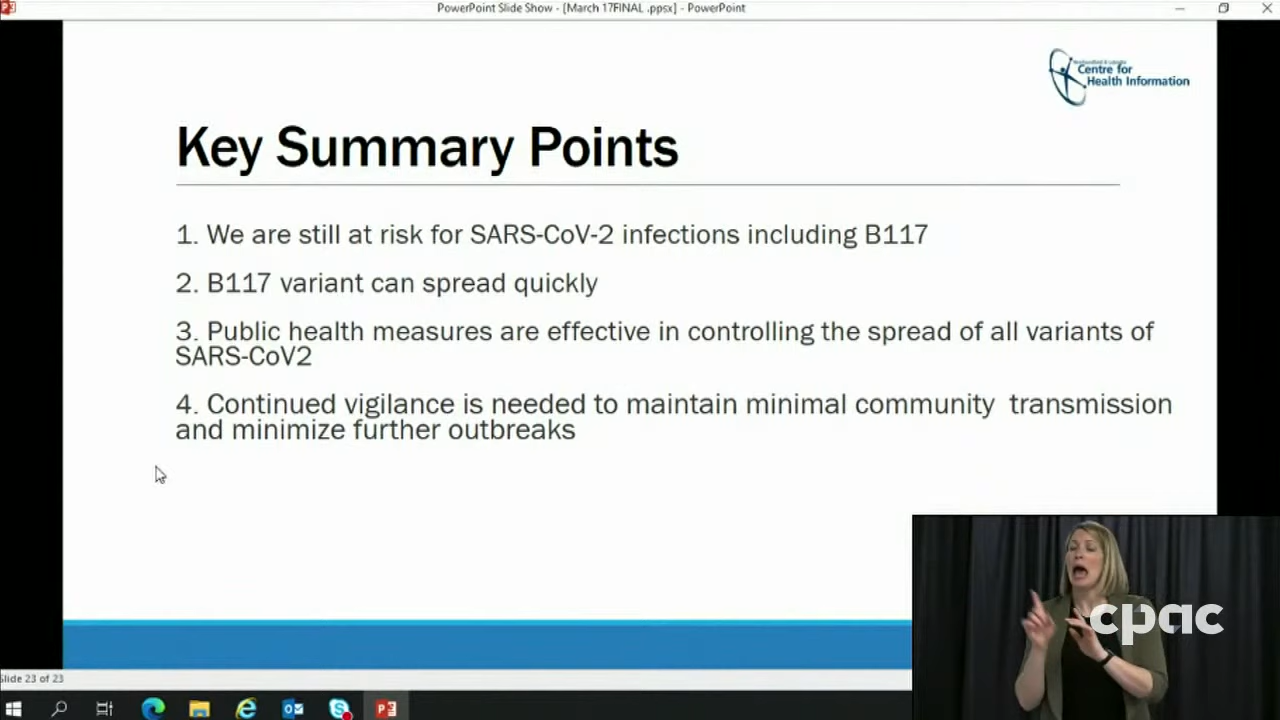 PowerPoint Slide Show - [March 17FINAL .ppsx] - PowerPoint
Centre for
Health Information
Key Summary Points
1. We are still at risk for SARS-CoV-2 infections including B117
2. B117 variant can spread quickly
3. Public health measures are effective in controlling the spread of all variants of
SARS-CoV2
4. Continued vigilance is needed to maintain minimal community  transmission
and minimize further outbreaks
cpac
Slide 23 of 23